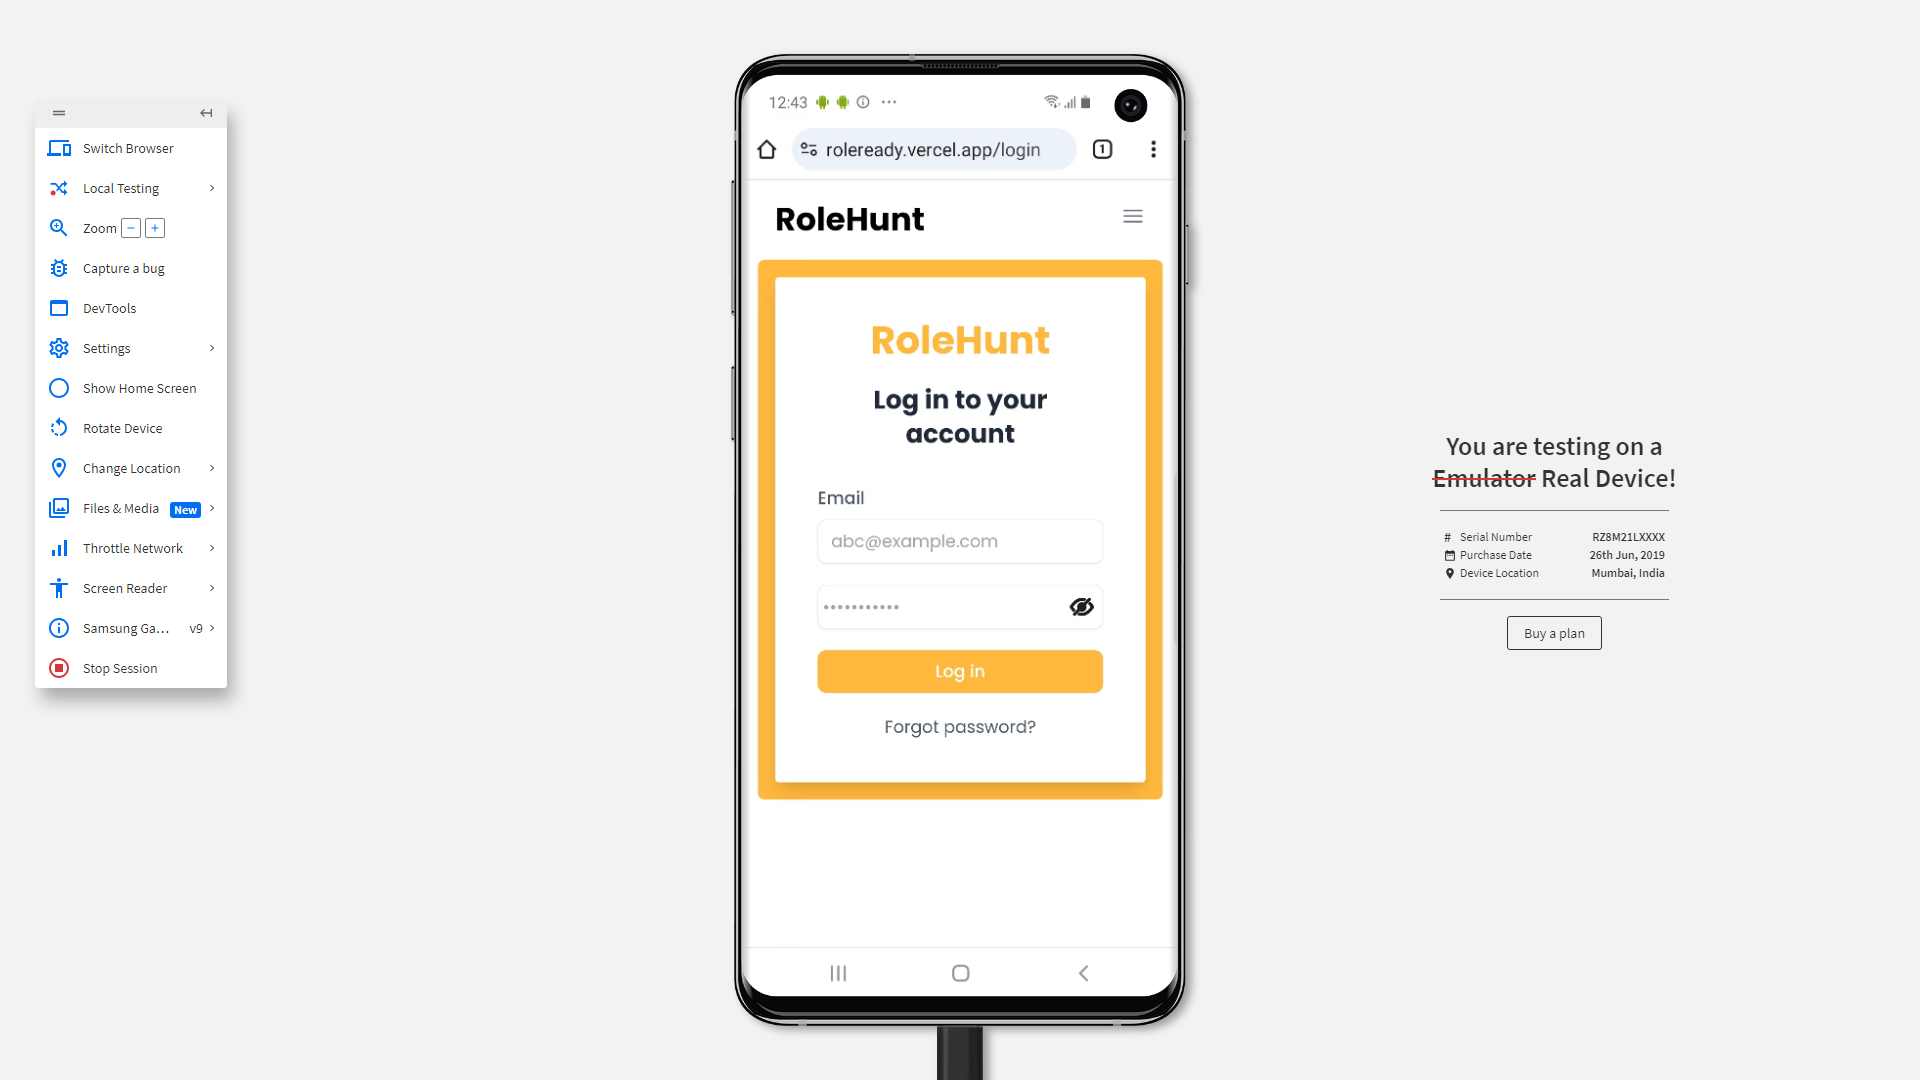 Switch Browser
Local Testing
Zoom
Capture a bug
DevTools
Settings
Show Home Screen
Rotate Device
Change Location
Files & Media New
Throttle Network
Screen Reader
Samsung Ga... v9
Stop Session
12:43
roleready.vercel.app/login
1
RoleHunt
RoleHunt
Log in to your
account
Email
abc@example.com
Log in
Forgot password?
You are testing on a
Emulator Real Device!
# Serial Number RZ8M21LXXXX
Purchase Date 26th Jun, 2019
Device Location Mumbai, India
Buy a plan